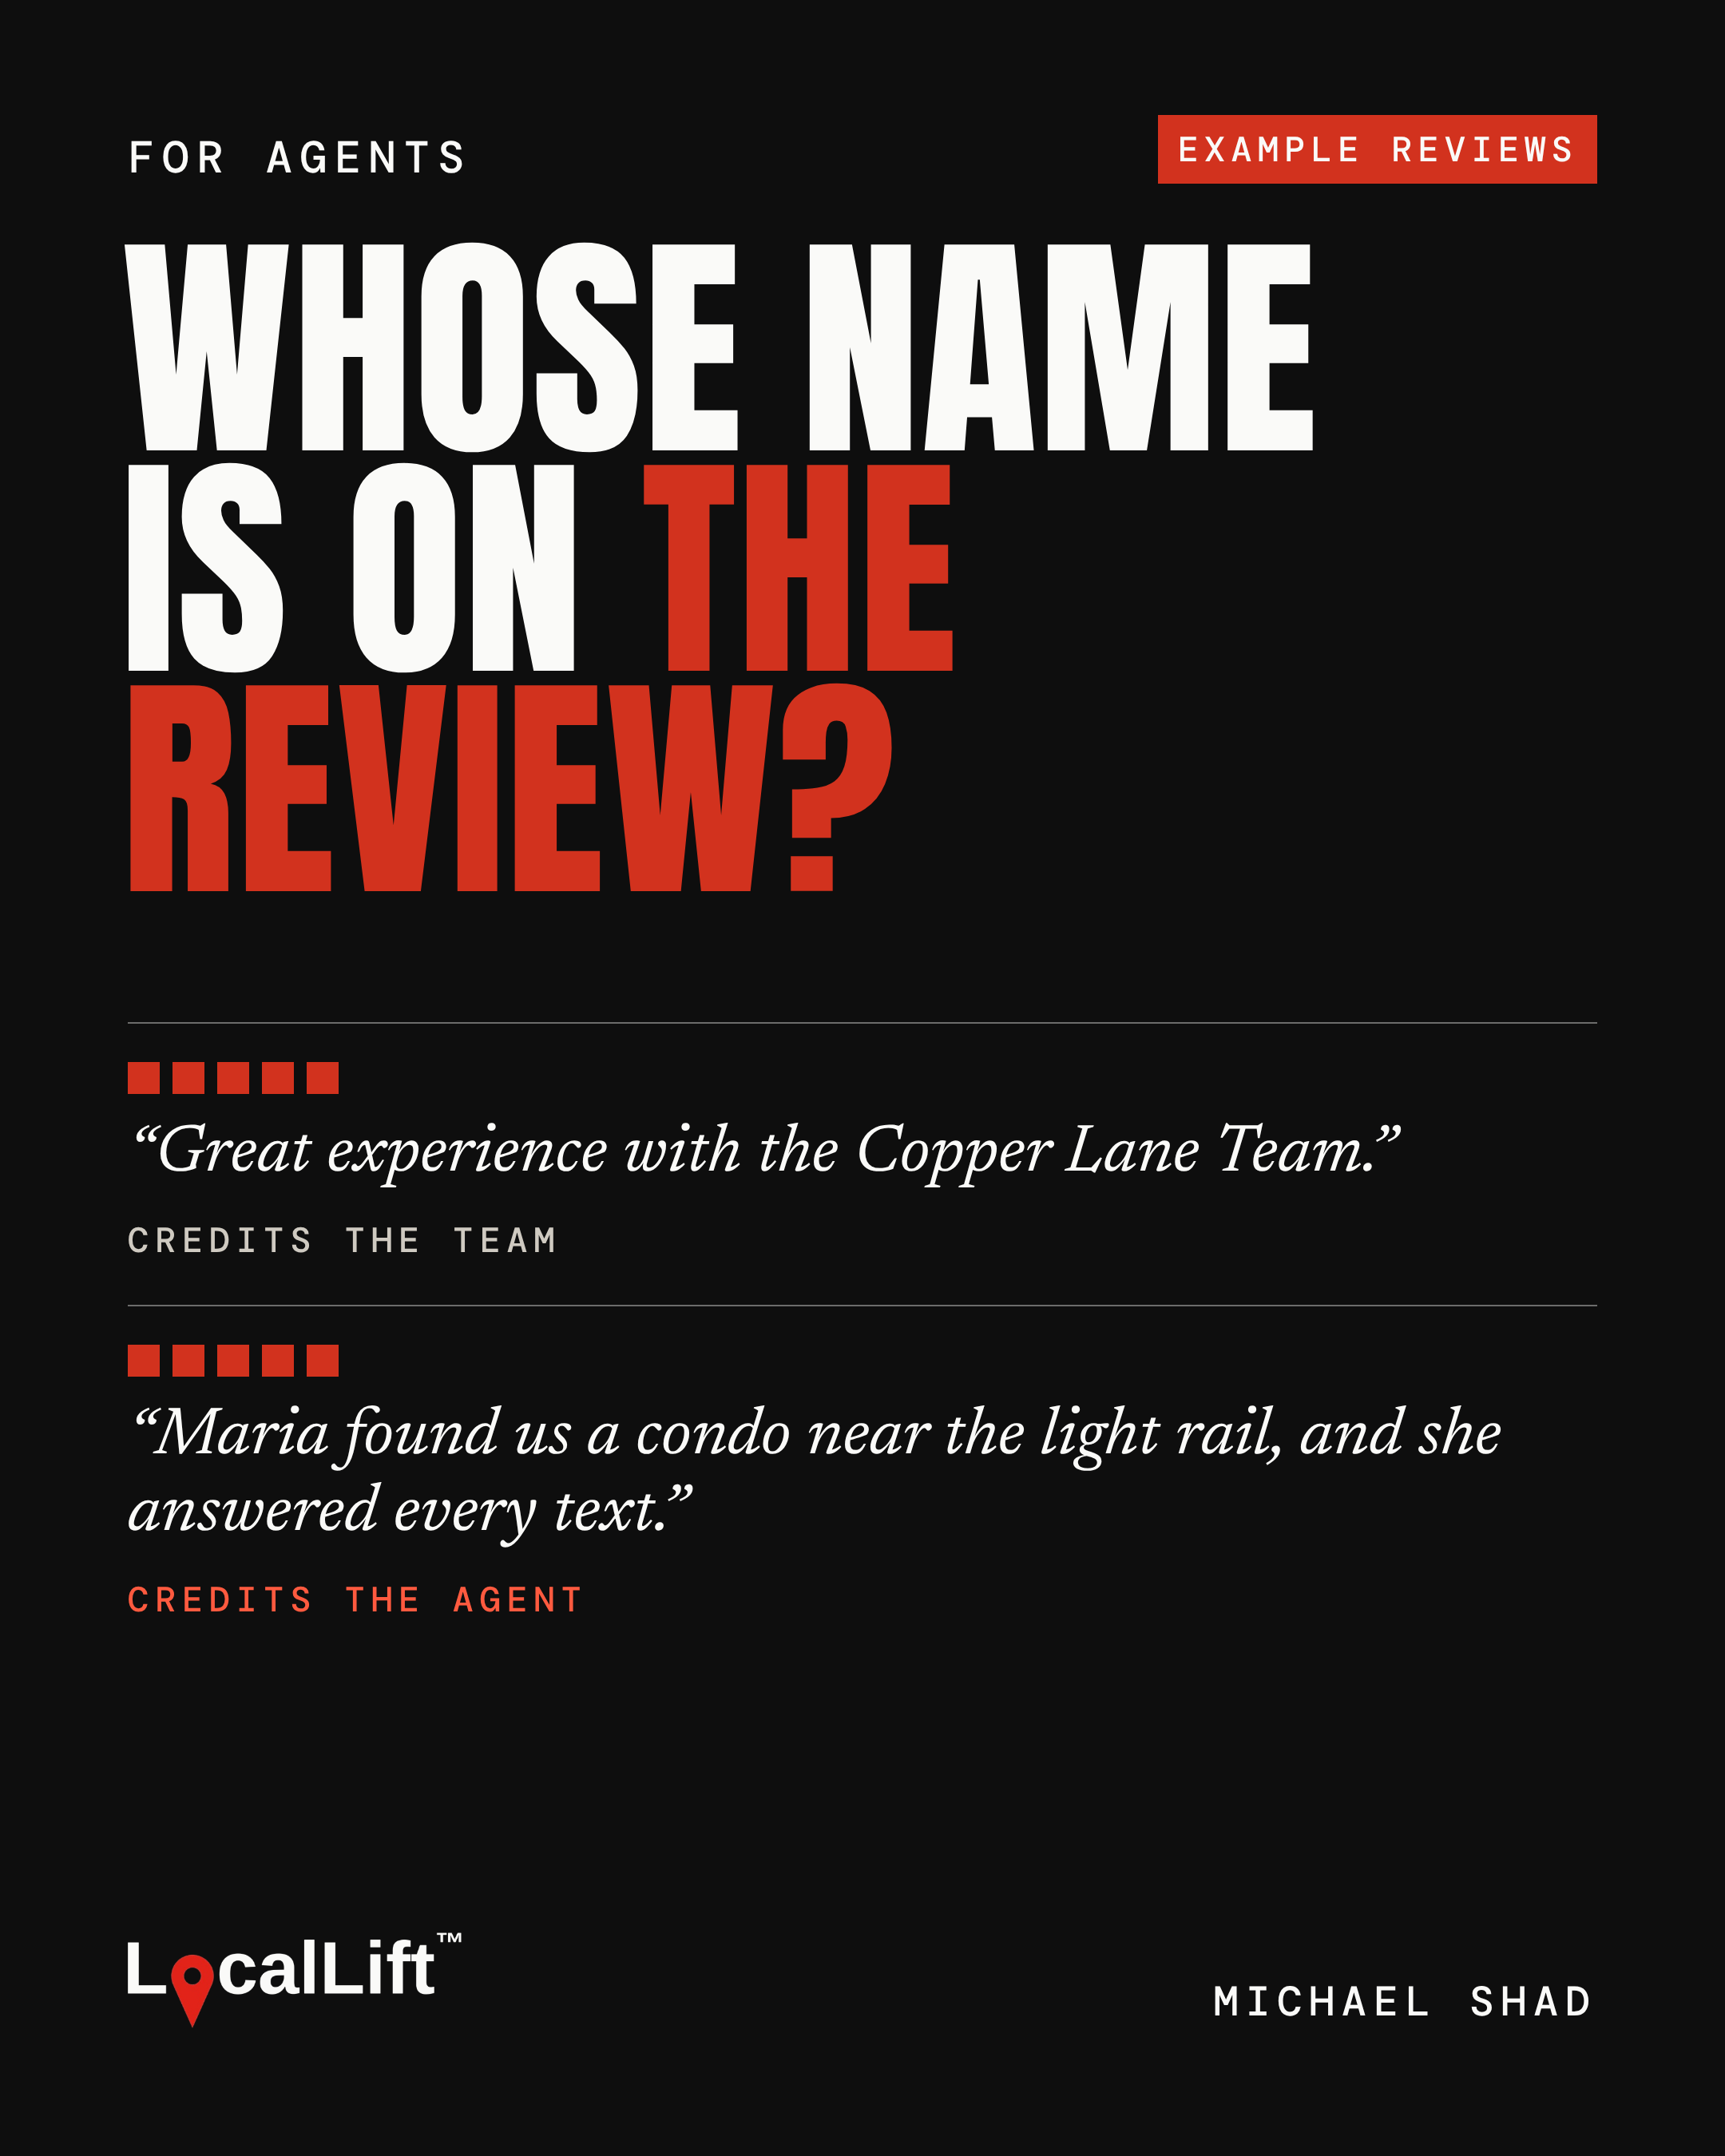 FOR AGENTS
EXAMPLE REVIEWS
WHOSE NAME
IS ON THE
REVIEW?
“Great experience with the Copper Lane Team.”
CREDITS THE TEAM
“Maria found us a condo near the light rail, and she
answered every text.”
CREDITS THE AGENT
LocalLift™
MICHAEL SHAD